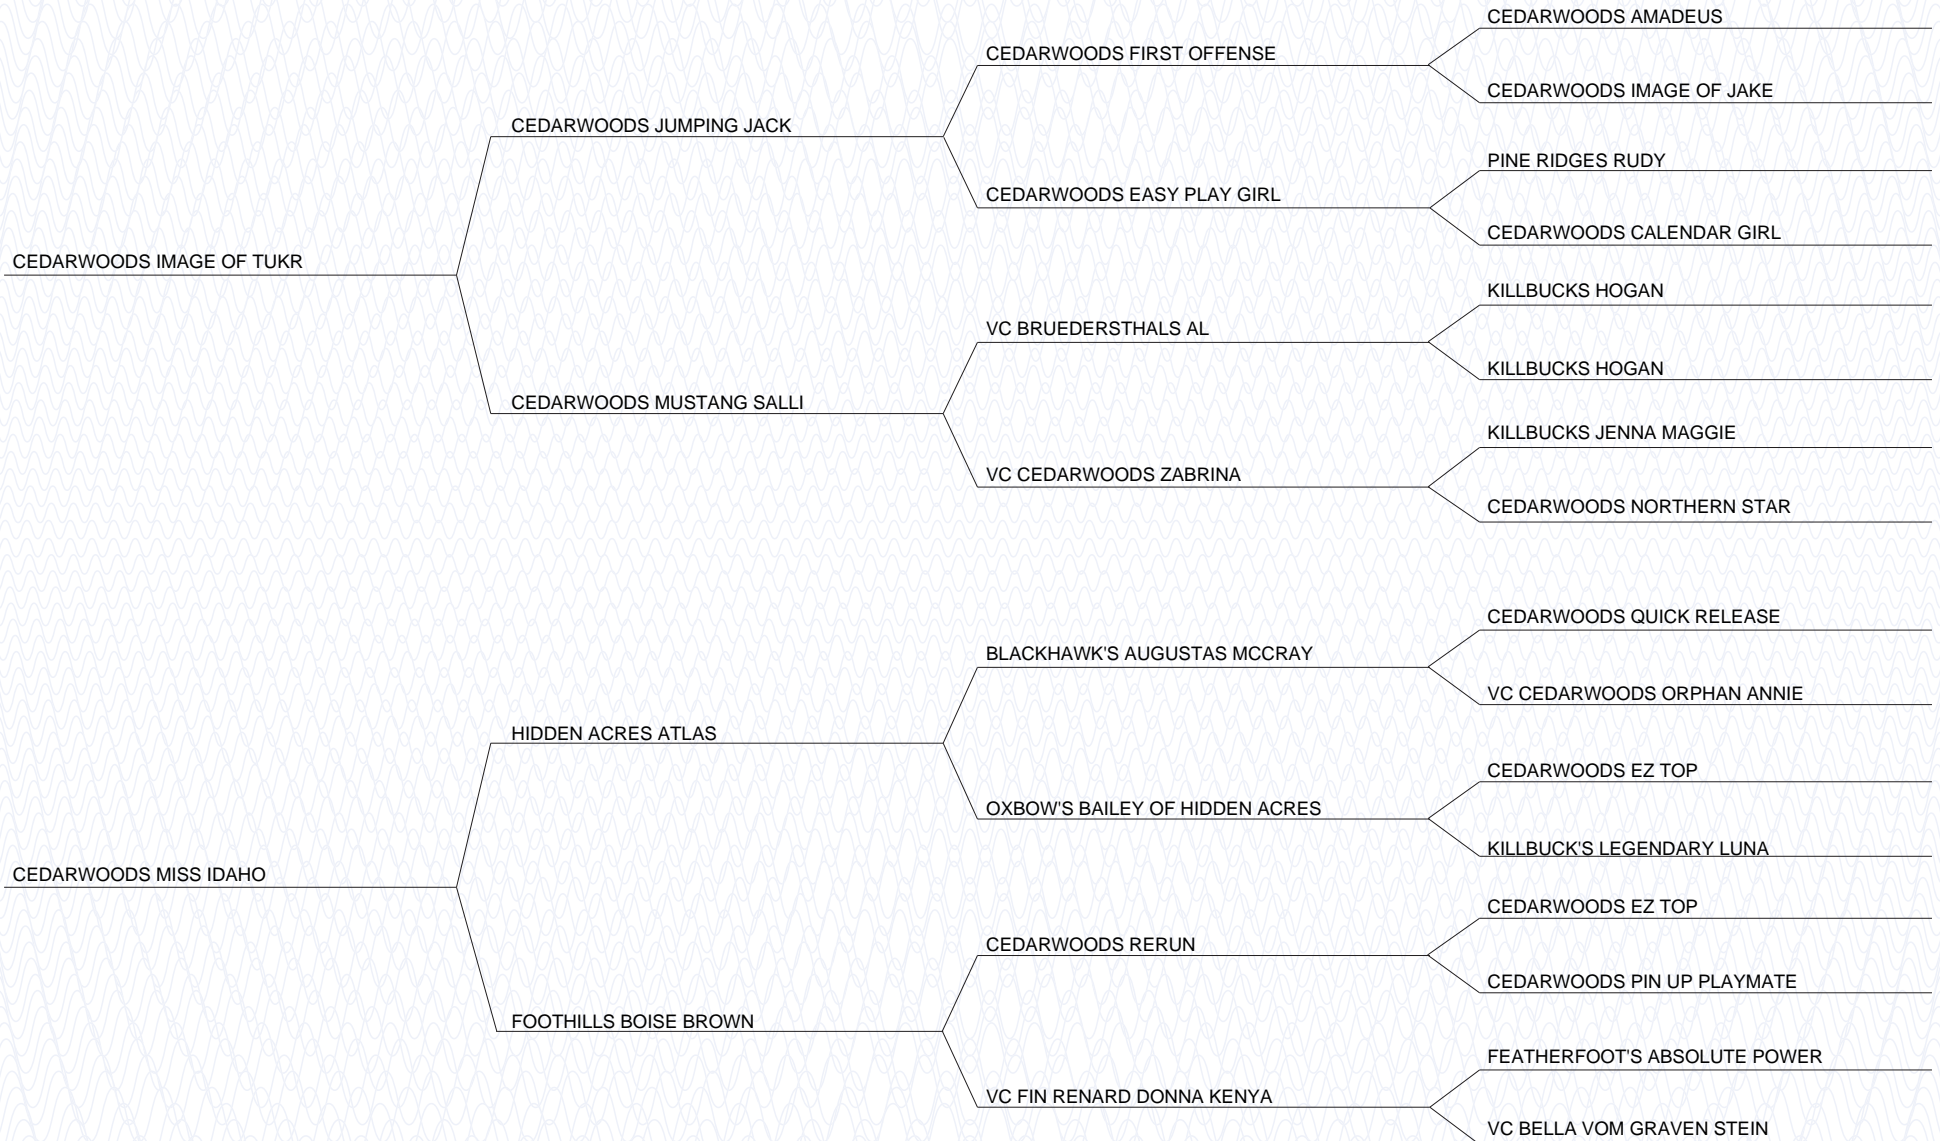 CEDARWOODS AMADEUS
CEDARWOODS FIRST OFFENSE
CEDARWOODS IMAGE OF JAKE
CEDARWOODS JUMPING JACK
PINE RIDGES RUDY
CEDARWOODS EASY PLAY GIRL
CEDARWOODS CALENDAR GIRL
CEDARWOODS IMAGE OF TUKR
KILLBUCKS HOGAN
VC BRUEDERSTHALS AL
KILLBUCKS HOGAN
CEDARWOODS MUSTANG SALLI
KILLBUCKS JENNA MAGGIE
VC CEDARWOODS ZABRINA
CEDARWOODS NORTHERN STAR
CEDARWOODS QUICK RELEASE
BLACKHAWK'S AUGUSTAS MCCRAY
VC CEDARWOODS ORPHAN ANNIE
HIDDEN ACRES ATLAS
CEDARWOODS EZ TOP
OXBOW'S BAILEY OF HIDDEN ACRES
KILLBUCK'S LEGENDARY LUNA
CEDARWOODS MISS IDAHO
CEDARWOODS EZ TOP
CEDARWOODS RERUN
CEDARWOODS PIN UP PLAYMATE
FOOTHILLS BOISE BROWN
FEATHERFOOT'S ABSOLUTE POWER
VC FIN RENARD DONNA KENYA
VC BELLA VOM GRAVEN STEIN